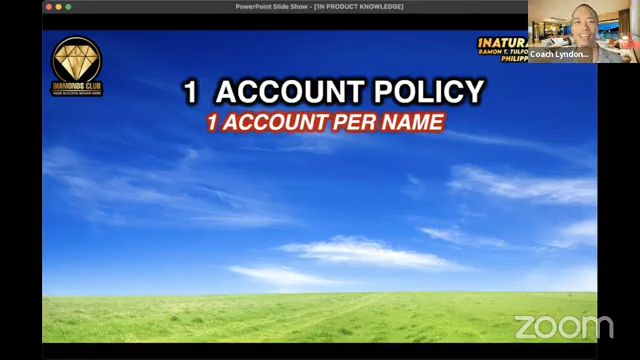 PowerPoint Slide Show - [1N PRODUCT KNOWLEDGE]
DIAMONDS CLUB
1NATURA
RAMON T. TULFO
PHILIPP
Coach Lyndon...
1 ACCOUNT POLICY
1 ACCOUNT PER NAME
zoom